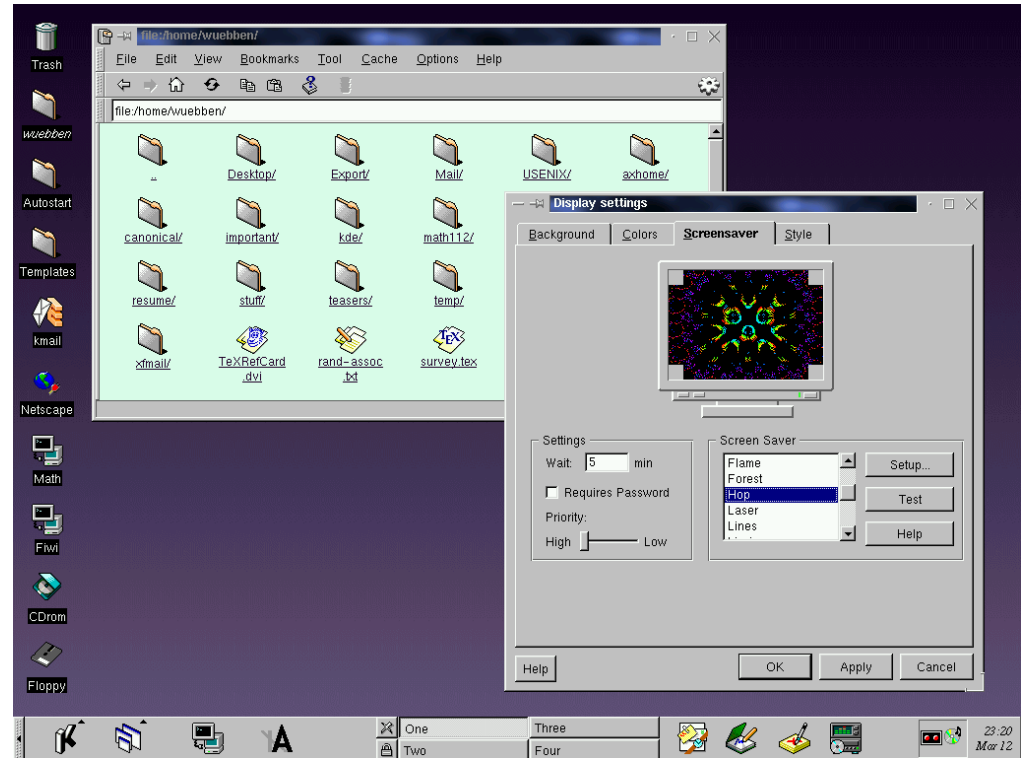 Trash
wuebben
Autostart
Templates
kmail
Netscape
Math
Fiwi
CDrom
Floppy
file:/home/wuebben/
File Edit View Bookmarks Tool Cache Options Help
file:/home/wuebben/
.. Desktop/ Export/ Mail/ USENIX/ axhome/
canonical/ important/ kde/ math112/
resume/ stuff/ teasers/ temp/
xfmail/ TeXRefCard rand-assoc survey.tex
.dvi .txt
Display settings
Background Colors Screensaver Style
Settings
Wait: 5 min
Requires Password
Priority:
High Low
Screen Saver
Flame
Forest
Hop
Laser
Lines
Setup...
Test
Help
Help OK Apply Cancel
One Three
Two Four
23:20
Mar 12